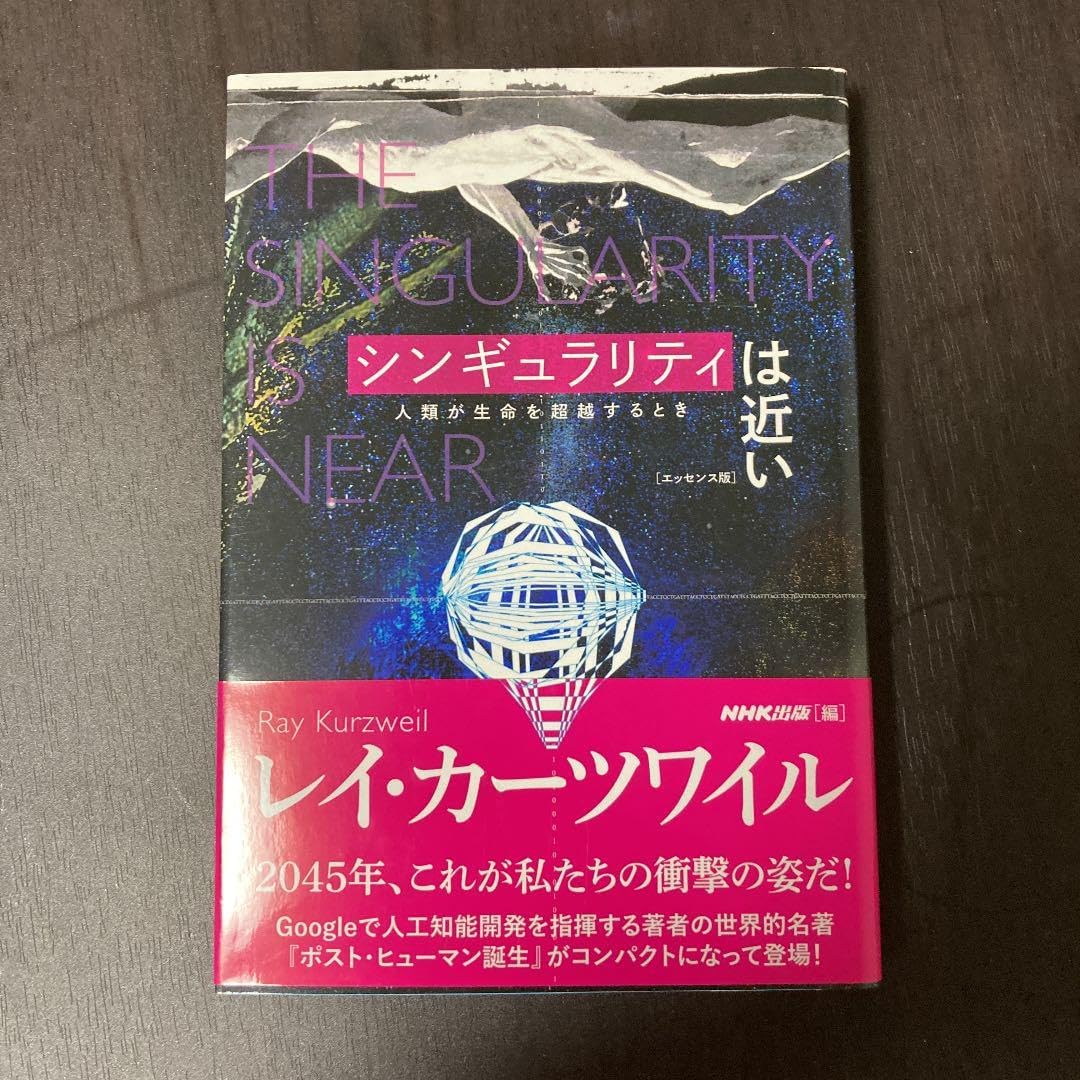 THE
SINGULARITY
IS
NEAR
シンギュラリティは近い
人類が生命を超越するとき
[エッセンス版]
Ray Kurzweil
NHK出版[編]
レイ・カーツワイル
2045年、これが私たちの衝撃の姿だ!
Googleで人工知能開発を指揮する著者の世界的名著
『ポスト・ヒューマン誕生』がコンパクトになって登場!